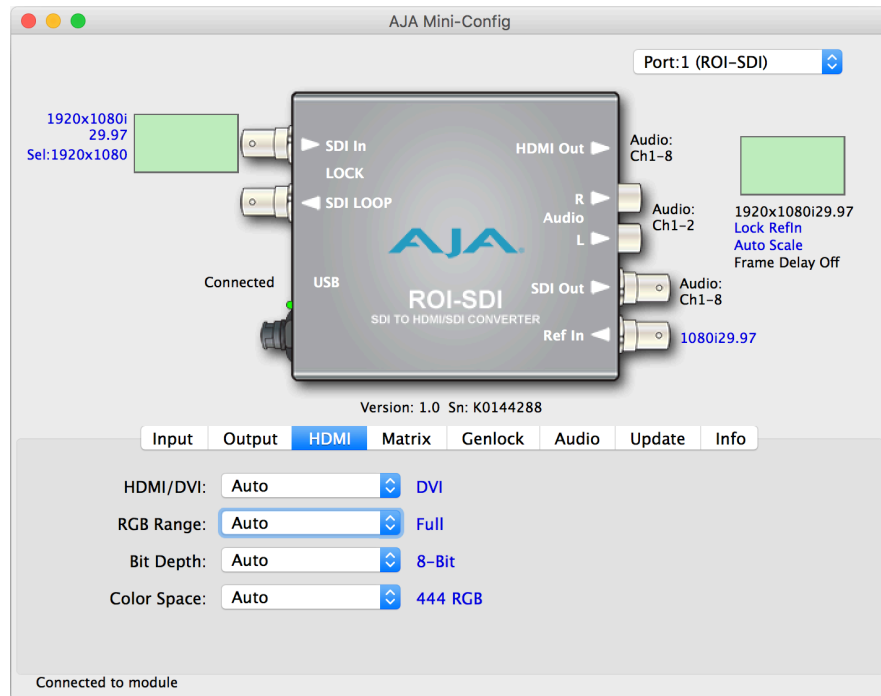 AJA Mini-Config
Port:1 (ROI-SDI)
1920x1080i
29.97
Sel:1920x1080
SDI In
LOCK
SDI LOOP
HDMI Out
Audio:
Ch1-8
R
Audio
L
Audio:
Ch1-2
1920x1080i29.97
Lock RefIn
Auto Scale
Frame Delay Off
AJA
Connected
USB
ROI-SDI
SDI TO HDMI/SDI CONVERTER
SDI Out
Audio:
Ch1-8
Ref In
1080i29.97
Version: 1.0 Sn: K0144288
Input Output HDMI Matrix Genlock Audio Update Info
HDMI/DVI: Auto DVI
RGB Range: Auto Full
Bit Depth: Auto 8-Bit
Color Space: Auto 444 RGB
Connected to module